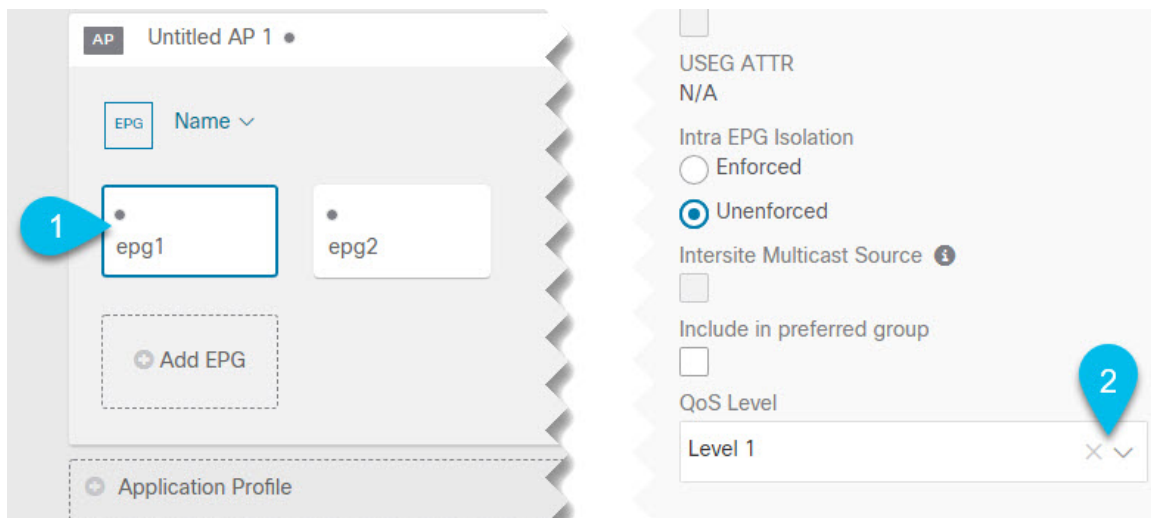 AP Untitled AP 1
EPG Name
1
epg1
epg2
Add EPG
Application Profile
USEG ATTR
N/A
Intra EPG Isolation
Enforced
Unenforced
Intersite Multicast Source
Include in preferred group
2
QoS Level
Level 1